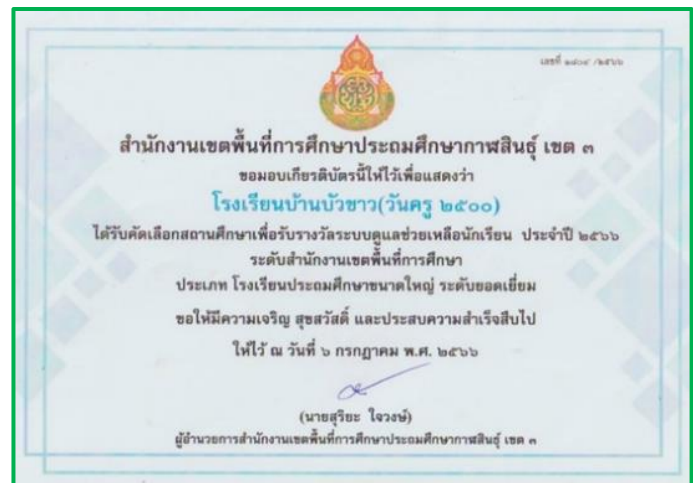 เลขที่ ๑๘๐๔ /๒๕๖๖
สำนักงานเขตพื้นที่การศึกษาประถมศึกษากาฬสินธุ์ เขต ๓
ขอมอบเกียรติบัตรนี้ให้ไว้เพื่อแสดงว่า
โรงเรียนบ้านบัวขาว(วันครู ๒๕๐๐)
ได้รับคัดเลือกสถานศึกษาเพื่อรับรางวัลระบบดูแลช่วยเหลือนักเรียน ประจำปี ๒๕๖๖
ระดับสำนักงานเขตพื้นที่การศึกษา
ประเภท โรงเรียนประถมศึกษาขนาดใหญ่ ระดับยอดเยี่ยม
ขอให้มีความเจริญ สุขสวัสดิ์ และประสบความสำเร็จสืบไป
ให้ไว้ ณ วันที่ ๖ กรกฎาคม พ.ศ. ๒๕๖๖
(นายสุริยะ ใจวงษ์)
ผู้อำนวยการสำนักงานเขตพื้นที่การศึกษาประถมศึกษากาฬสินธุ์ เขต ๓